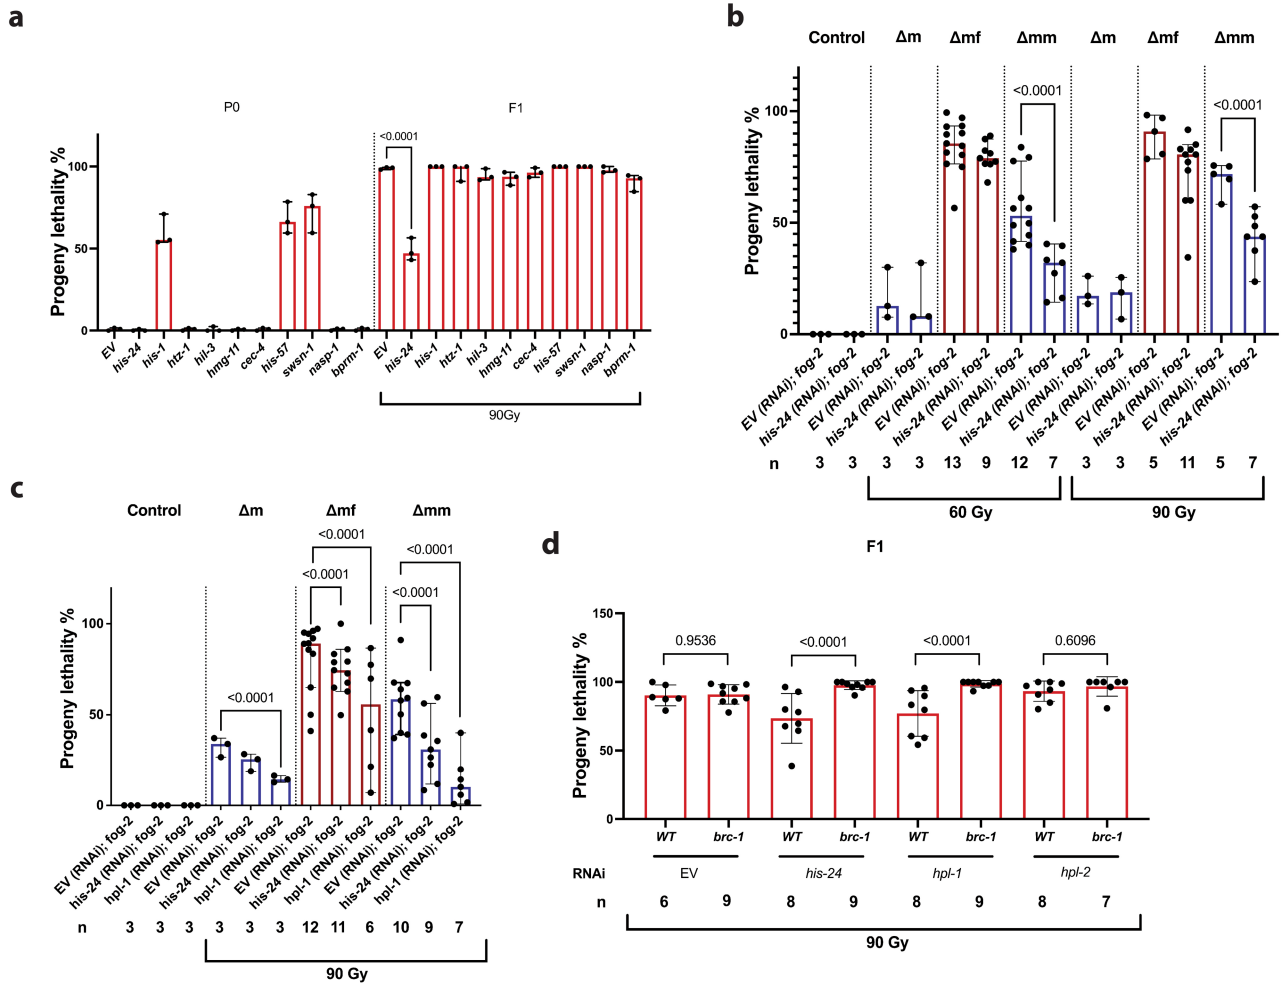 a
P0
F1
Progeny lethality %
100
50
0
<0.0001
EV
his-24
his-1
htz-1
hil-3
hmg-11
cec-4
his-57
swsn-1
nasp-1
bprm-1
EV
his-24
his-1
htz-1
hil-3
hmg-11
cec-4
his-57
swsn-1
nasp-1
bprm-1
90Gy
b
Control Δm Δmf Δmm Δm Δmf Δmm
<0.0001
<0.0001
Progeny lethality %
100
50
0
EV (RNAi); fog-2
his-24 (RNAi); fog-2
EV (RNAi); fog-2
his-24 (RNAi); fog-2
EV (RNAi); fog-2
his-24 (RNAi); fog-2
EV (RNAi); fog-2
his-24 (RNAi); fog-2
EV (RNAi); fog-2
his-24 (RNAi); fog-2
EV (RNAi); fog-2
his-24 (RNAi); fog-2
EV (RNAi); fog-2
his-24 (RNAi); fog-2
n 3 3 3 3 13 9 12 7 3 3 5 11 5 7
60 Gy 90 Gy
c
Control Δm Δmf Δmm
<0.0001
<0.0001
<0.0001
<0.0001
<0.0001
Progeny lethality %
100
50
0
EV (RNAi); fog-2
his-24 (RNAi); fog-2
hpl-1 (RNAi); fog-2
EV (RNAi); fog-2
his-24 (RNAi); fog-2
hpl-1 (RNAi); fog-2
EV (RNAi); fog-2
his-24 (RNAi); fog-2
hpl-1 (RNAi); fog-2
EV (RNAi); fog-2
his-24 (RNAi); fog-2
hpl-1 (RNAi); fog-2
n 3 3 3 3 3 3 12 11 6 10 9 7
90 Gy
d
F1
Progeny lethality %
150
100
50
0
0.9536 <0.0001 <0.0001 0.6096
WT brc-1 WT brc-1 WT brc-1 WT brc-1
RNAi EV his-24 hpl-1 hpl-2
n 6 9 8 9 8 9 8 7
90 Gy